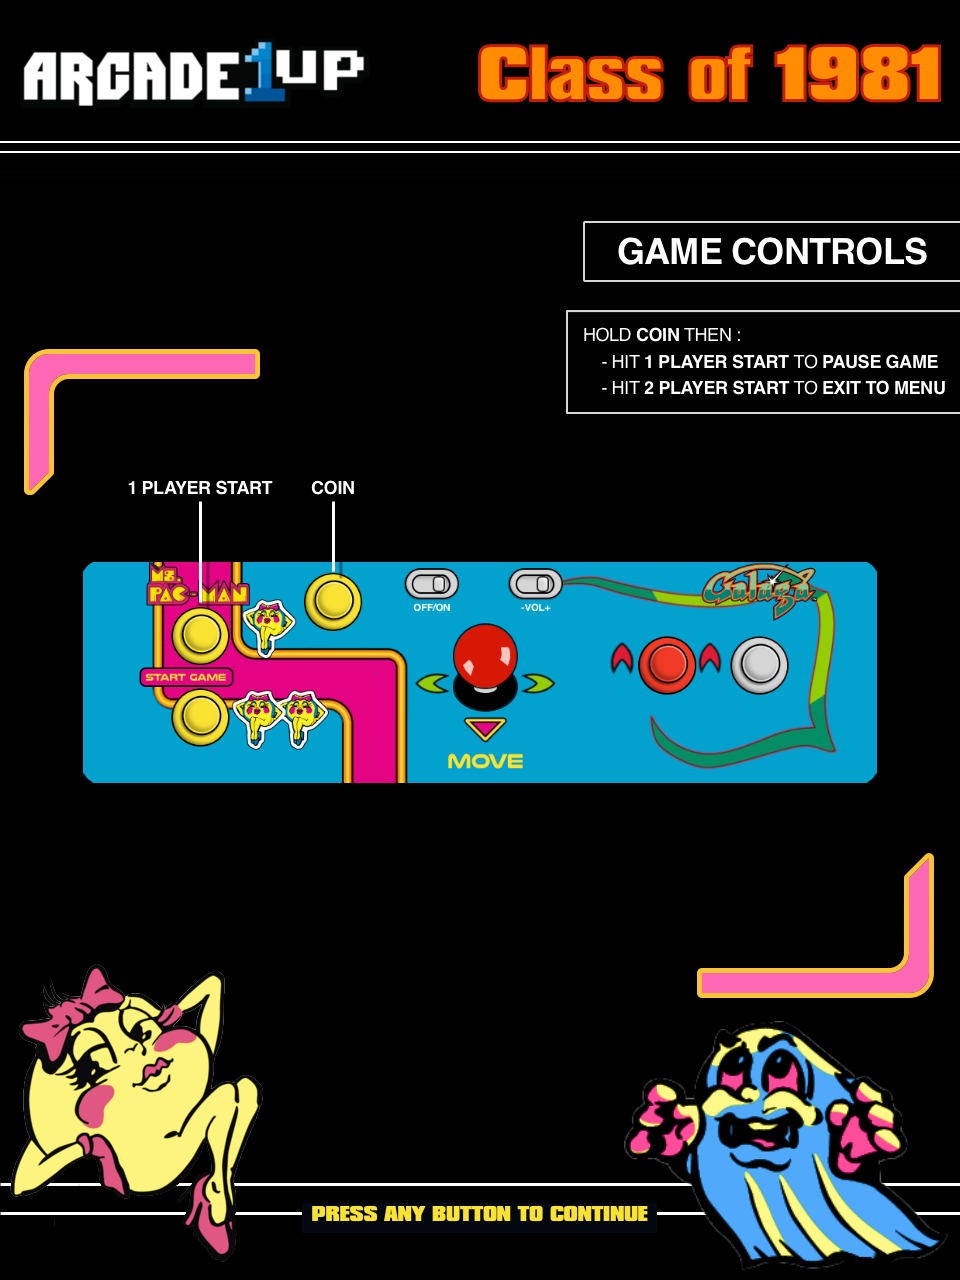 ARCADE1UP
Class of 1981
GAME CONTROLS
HOLD COIN THEN :
- HIT 1 PLAYER START TO PAUSE GAME
- HIT 2 PLAYER START TO EXIT TO MENU
1 PLAYER START
COIN
Ms.
PAC-MAN
Galaga
OFF/ON
-VOL+
START GAME
MOVE
PRESS ANY BUTTON TO CONTINUE